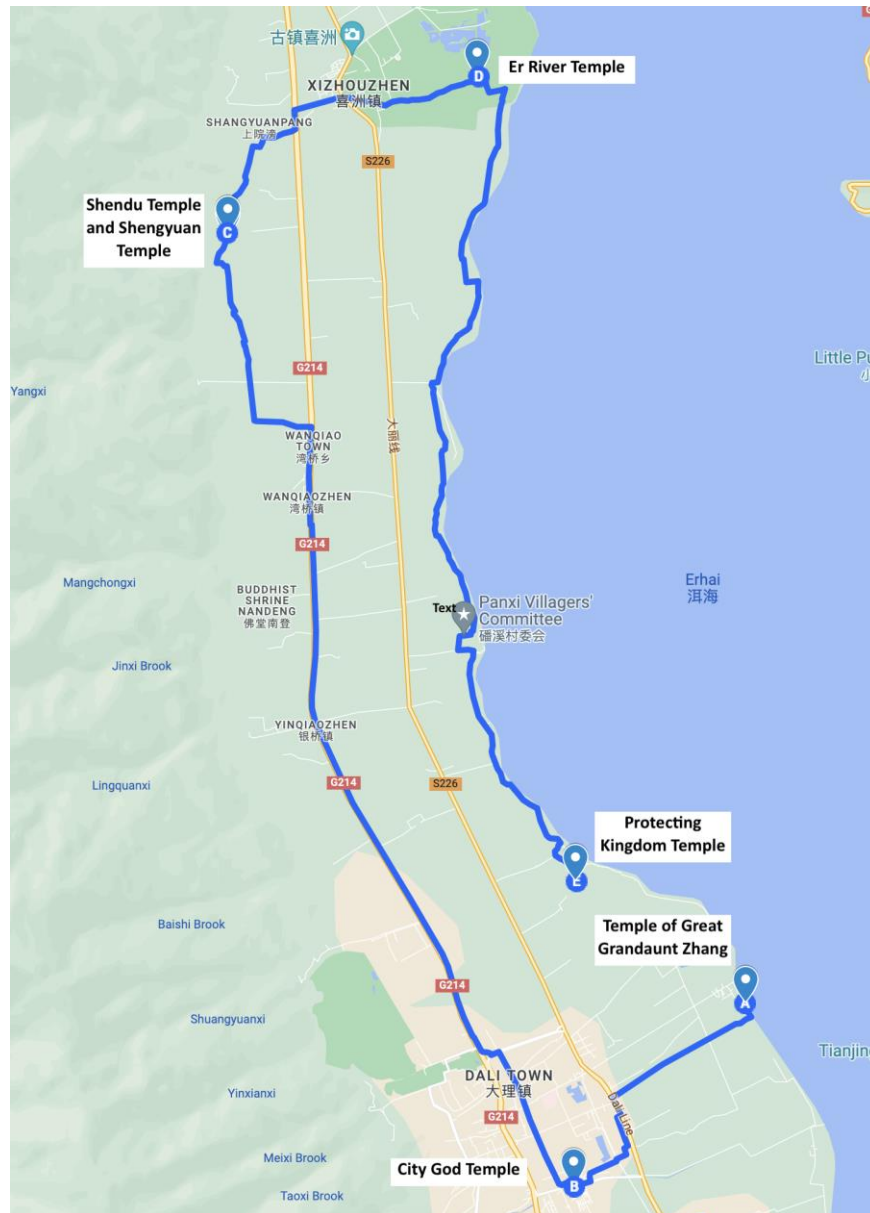 G
古镇喜洲
Er River Temple
D
XIZHOUZHEN
喜洲镇
SHANGYUANPANG
上院滂
S226
Shendu Temple
and Shengyuan
Temple
C
Little Pu
G214
Yangxi
大丽线
WANQIAO
TOWN
湾桥乡
WANQIAOZHEN
湾桥镇
G214
Mangchongxi
Erhai
洱海
BUDDHIST
SHRINE
NANDENG
佛堂南登
Text
Panxi Villagers'
Committee
磻溪村委会
Jinxi Brook
YINQIAOZHEN
银桥镇
G214
S226
Lingquanxi
Protecting
Kingdom Temple
E
Temple of Great
Grandaunt Zhang
Baishi Brook
G214
A
Shuangyuanxi
Tianjing
DALI TOWN
大理镇
Yinxianxi
Dali Line
G214
Meixi Brook
City God Temple
B
Taoxi Brook